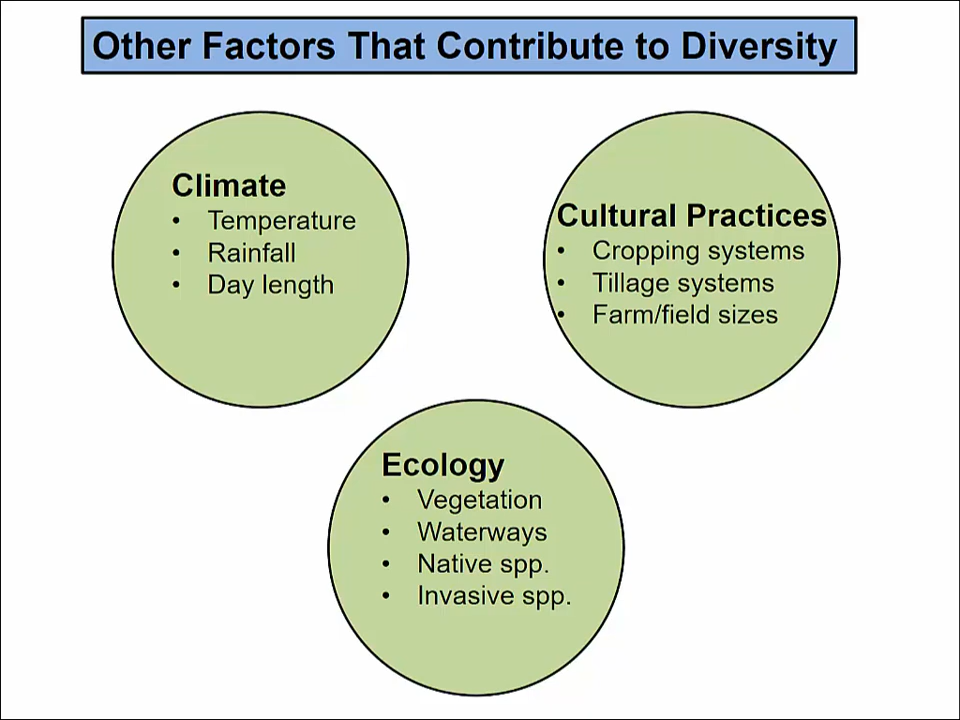 Other Factors That Contribute to Diversity
Climate
• Temperature
• Rainfall
• Day length
Cultural Practices
• Cropping systems
• Tillage systems
• Farm/field sizes
Ecology
• Vegetation
• Waterways
• Native spp.
• Invasive spp.